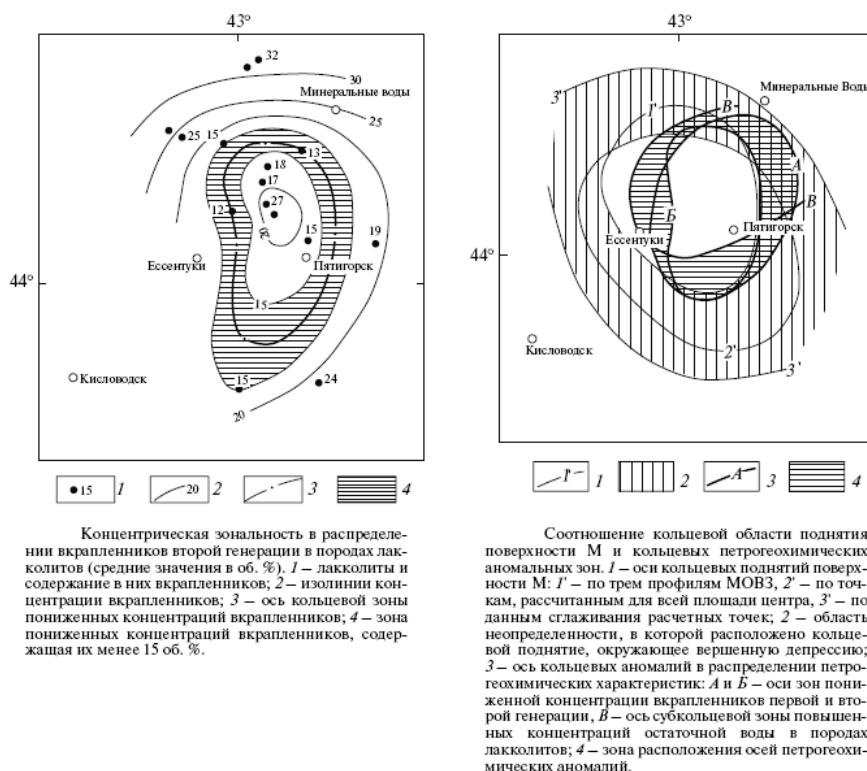 43°
32
30
Минеральные воды
25
25
15
13
18
17
27
12
20
15
19
Ессентуки
Пятигорск
44°
15
Кисловодск
15
24
20
15 1
20 2
3
4
Концентрическая зональность в распределе-
нии вкрапленников второй генерации в породах лак-
колитов (средние значения в об. %). 1 – лакколиты и
содержание в них вкрапленников; 2 – изолинии кон-
центрации вкрапленников; 3 – ось кольцевой зоны
пониженных концентраций вкрапленников; 4 – зона
пониженных концентраций вкрапленников, содер-
жащая их менее 15 об. %.
43°
3'
Минеральные Воды
1'
В
А
В
Б
Ессентуки
Пятигорск
44°
Кисловодск
2'
3'
1' 1
2
А 3
4
Соотношение кольцевой области поднятия
поверхности М и кольцевых петрогеохимических
аномальных зон. 1 – оси кольцевых поднятий поверх-
ности М: 1' – по трем профилям МОВЗ, 2' – по точ-
кам, рассчитанным для всей площади центра, 3' – по
данным сглаживания расчетных точек; 2 – область
неопределенности, в которой расположено кольце-
вой поднятие, окружающее вершенную депрессию;
3 – ось кольцевых аномалий в распределении петро-
геохимических характеристик: А и Б – оси зон пони-
женной концентрации вкрапленников первой и вто-
рой генерации, В – ось субкольцевой зоны повышен-
ных концентраций остаточной воды в породах
лакколитов; 4 – зона расположения осей петрогеохи-
мических аномалий.